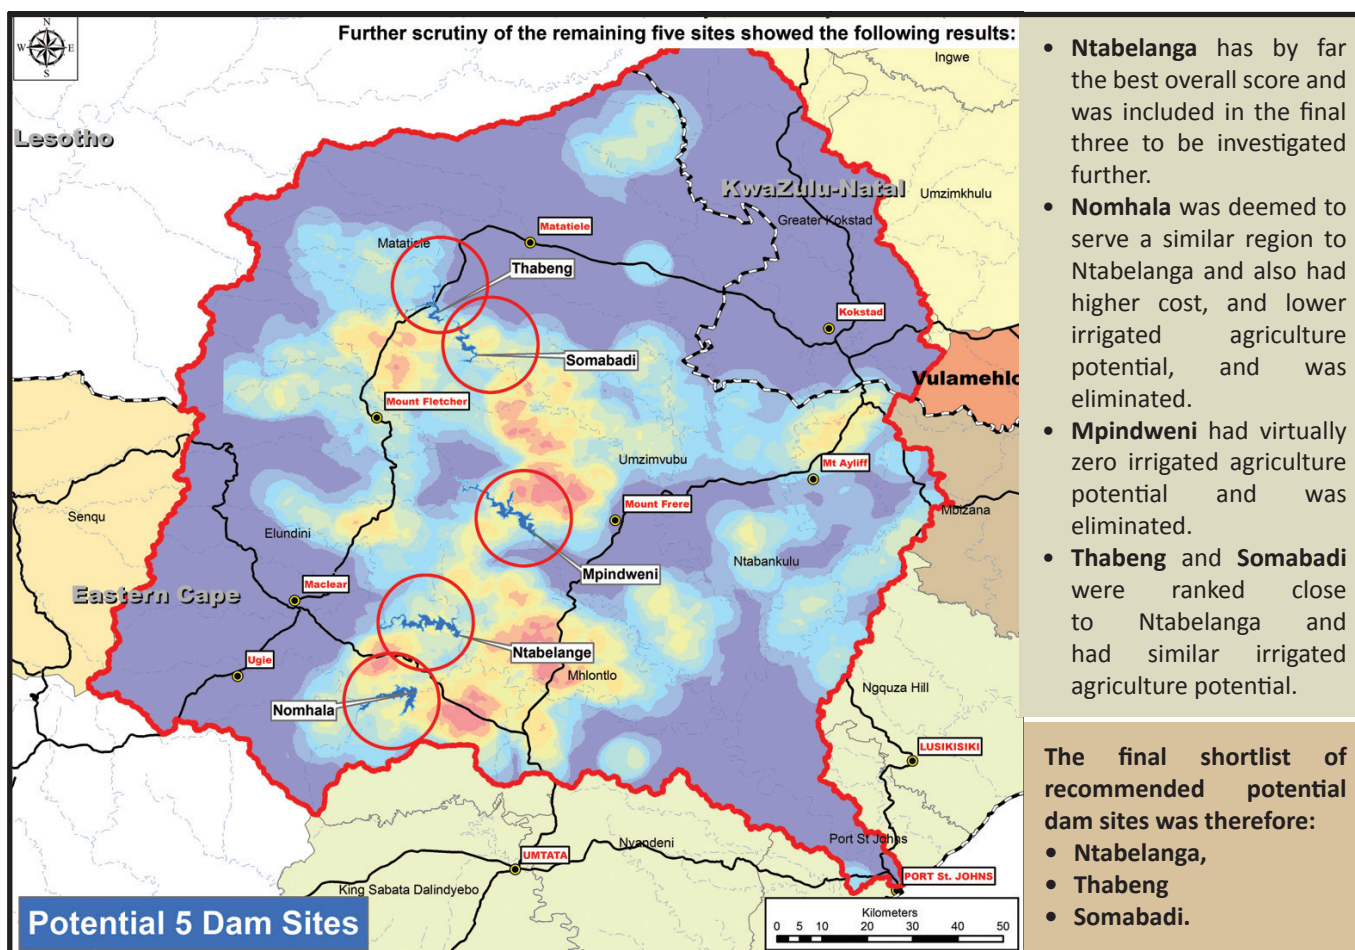 Further scrutiny of the remaining five sites showed the following results:
N
W
E
S
Lesotho
Ingwe
KwaZulu-Natal
Umzimkhulu
Greater Kokstad
Matatiele
Matatiele
Thabeng
Kokstad
Somabadi
Vulamehlo
Mount Fletcher
Umzimvubu
Mt Ayliff
Senqu
Mount Frere
Mbizana
Elundini
Ntabankulu
Mpindweni
Maclear
Eastern Cape
Ntabelange
Ugie
Mhlontlo
Ngquza Hill
Nomhala
LUSIKISIKI
Port St Johns
Nyandeni
UMTATA
PORT St. JOHNS
King Sabata Dalindyebo
Potential 5 Dam Sites
Kilometers
0 5 10 20 30 40 50
• Ntabelanga has by far
the best overall score and
was included in the final
three to be investigated
further.
• Nomhala was deemed to
serve a similar region to
Ntabelanga and also had
higher cost, and lower
irrigated agriculture
potential, and was
eliminated.
• Mpindweni had virtually
zero irrigated agriculture
potential and was
eliminated.
• Thabeng and Somabadi
were ranked close
to Ntabelanga and
had similar irrigated
agriculture potential.
The final shortlist of
recommended potential
dam sites was therefore:
• Ntabelanga,
• Thabeng
• Somabadi.